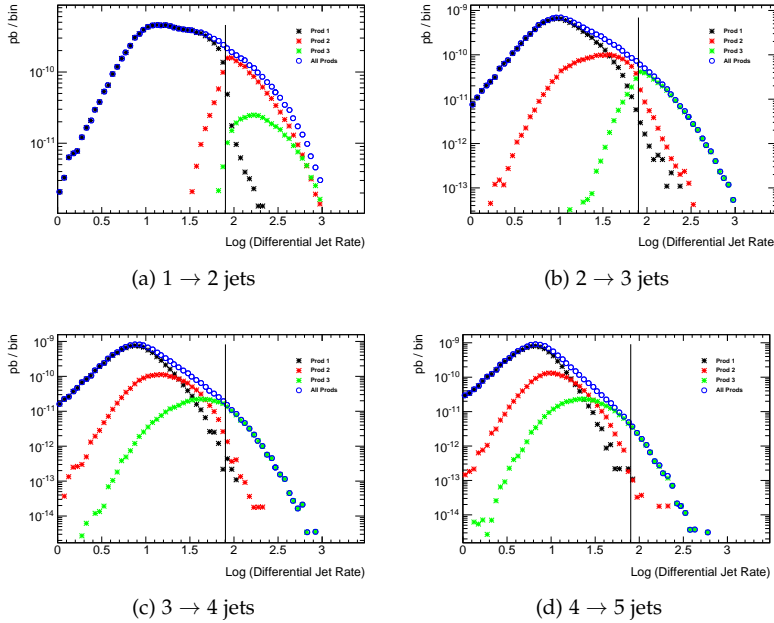 pb / bin
10⁻¹⁰
10⁻¹¹
Prod 1
Prod 2
Prod 3
All Prods
0 0.5 1 1.5 2 2.5 3
Log (Differential Jet Rate)
(a) 1 → 2 jets
pb / bin
10⁻⁹
10⁻¹⁰
10⁻¹¹
10⁻¹²
10⁻¹³
Prod 1
Prod 2
Prod 3
All Prods
0 0.5 1 1.5 2 2.5 3
Log (Differential Jet Rate)
(b) 2 → 3 jets
pb / bin
10⁻⁹
10⁻¹⁰
10⁻¹¹
10⁻¹²
10⁻¹³
10⁻¹⁴
Prod 1
Prod 2
Prod 3
All Prods
0 0.5 1 1.5 2 2.5 3
Log (Differential Jet Rate)
(c) 3 → 4 jets
pb / bin
10⁻⁹
10⁻¹⁰
10⁻¹¹
10⁻¹²
10⁻¹³
10⁻¹⁴
Prod 1
Prod 2
Prod 3
All Prods
0 0.5 1 1.5 2 2.5 3
Log (Differential Jet Rate)
(d) 4 → 5 jets